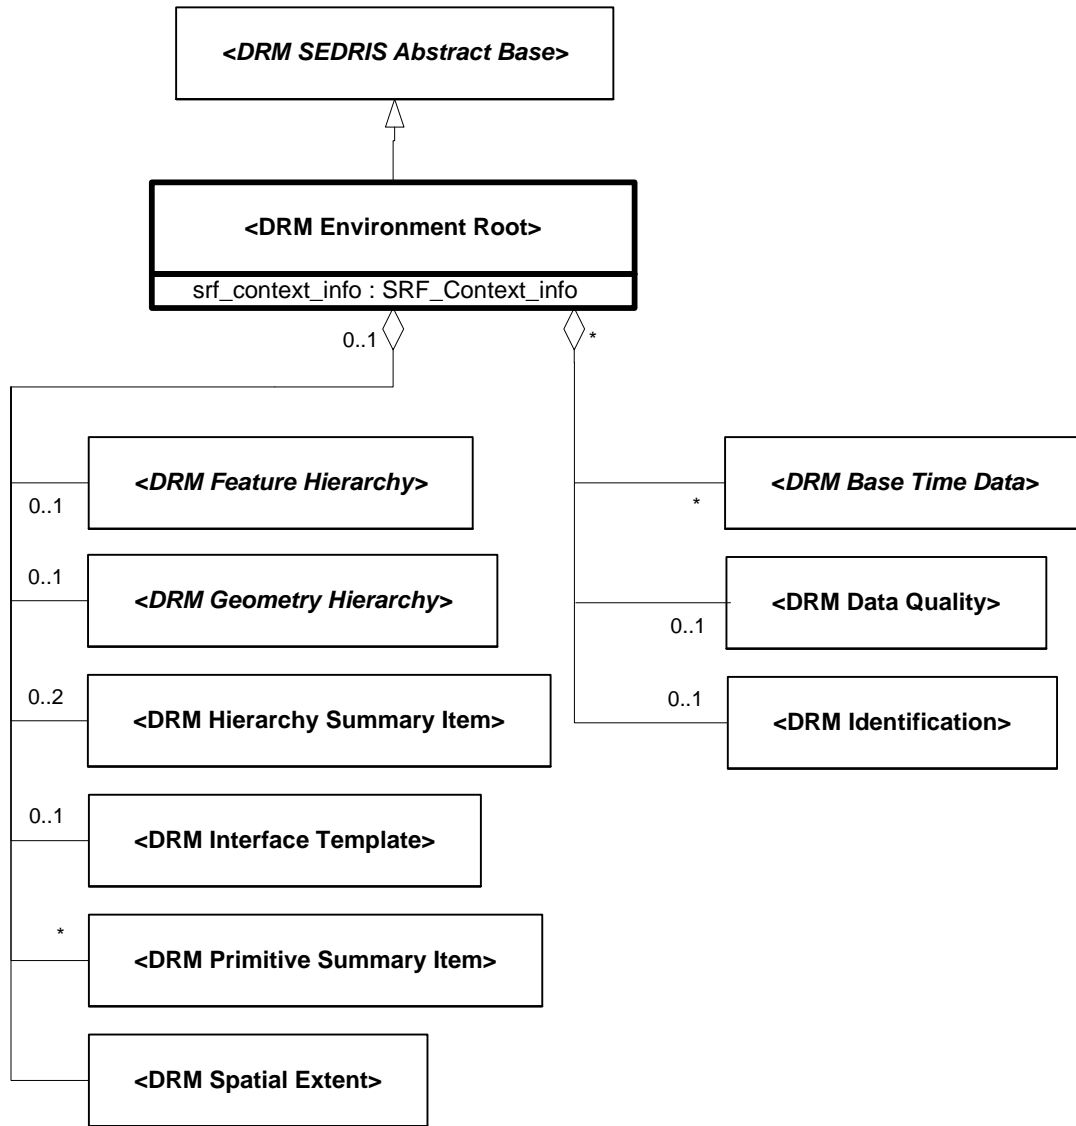 <DRM SEDRIS Abstract Base>
<DRM Environment Root>
srf_context_info : SRF_Context_info
0..1
*
<DRM Feature Hierarchy>
0..1
<DRM Geometry Hierarchy>
0..1
<DRM Hierarchy Summary Item>
0..2
<DRM Interface Template>
0..1
<DRM Primitive Summary Item>
*
<DRM Spatial Extent>
<DRM Base Time Data>
*
<DRM Data Quality>
0..1
<DRM Identification>
0..1